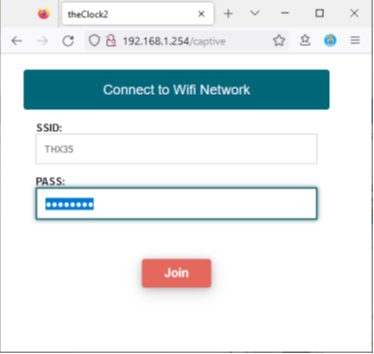 theClock2
192.168.1.254/captive
Connect to Wifi Network
SSID:
THX35
PASS:
••••••••
Join